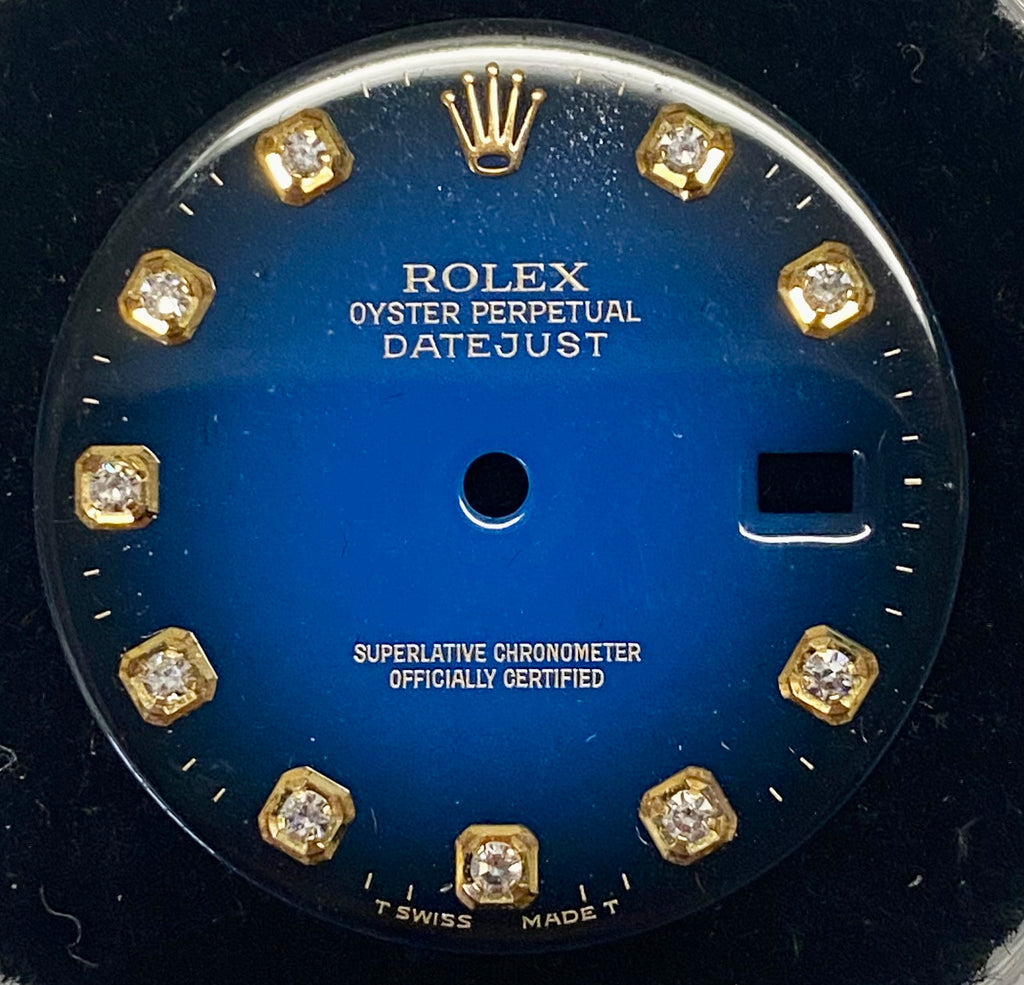 ROLEX
OYSTER PERPETUAL
DATEJUST
SUPERLATIVE CHRONOMETER
OFFICIALLY CERTIFIED
T SWISS MADE T